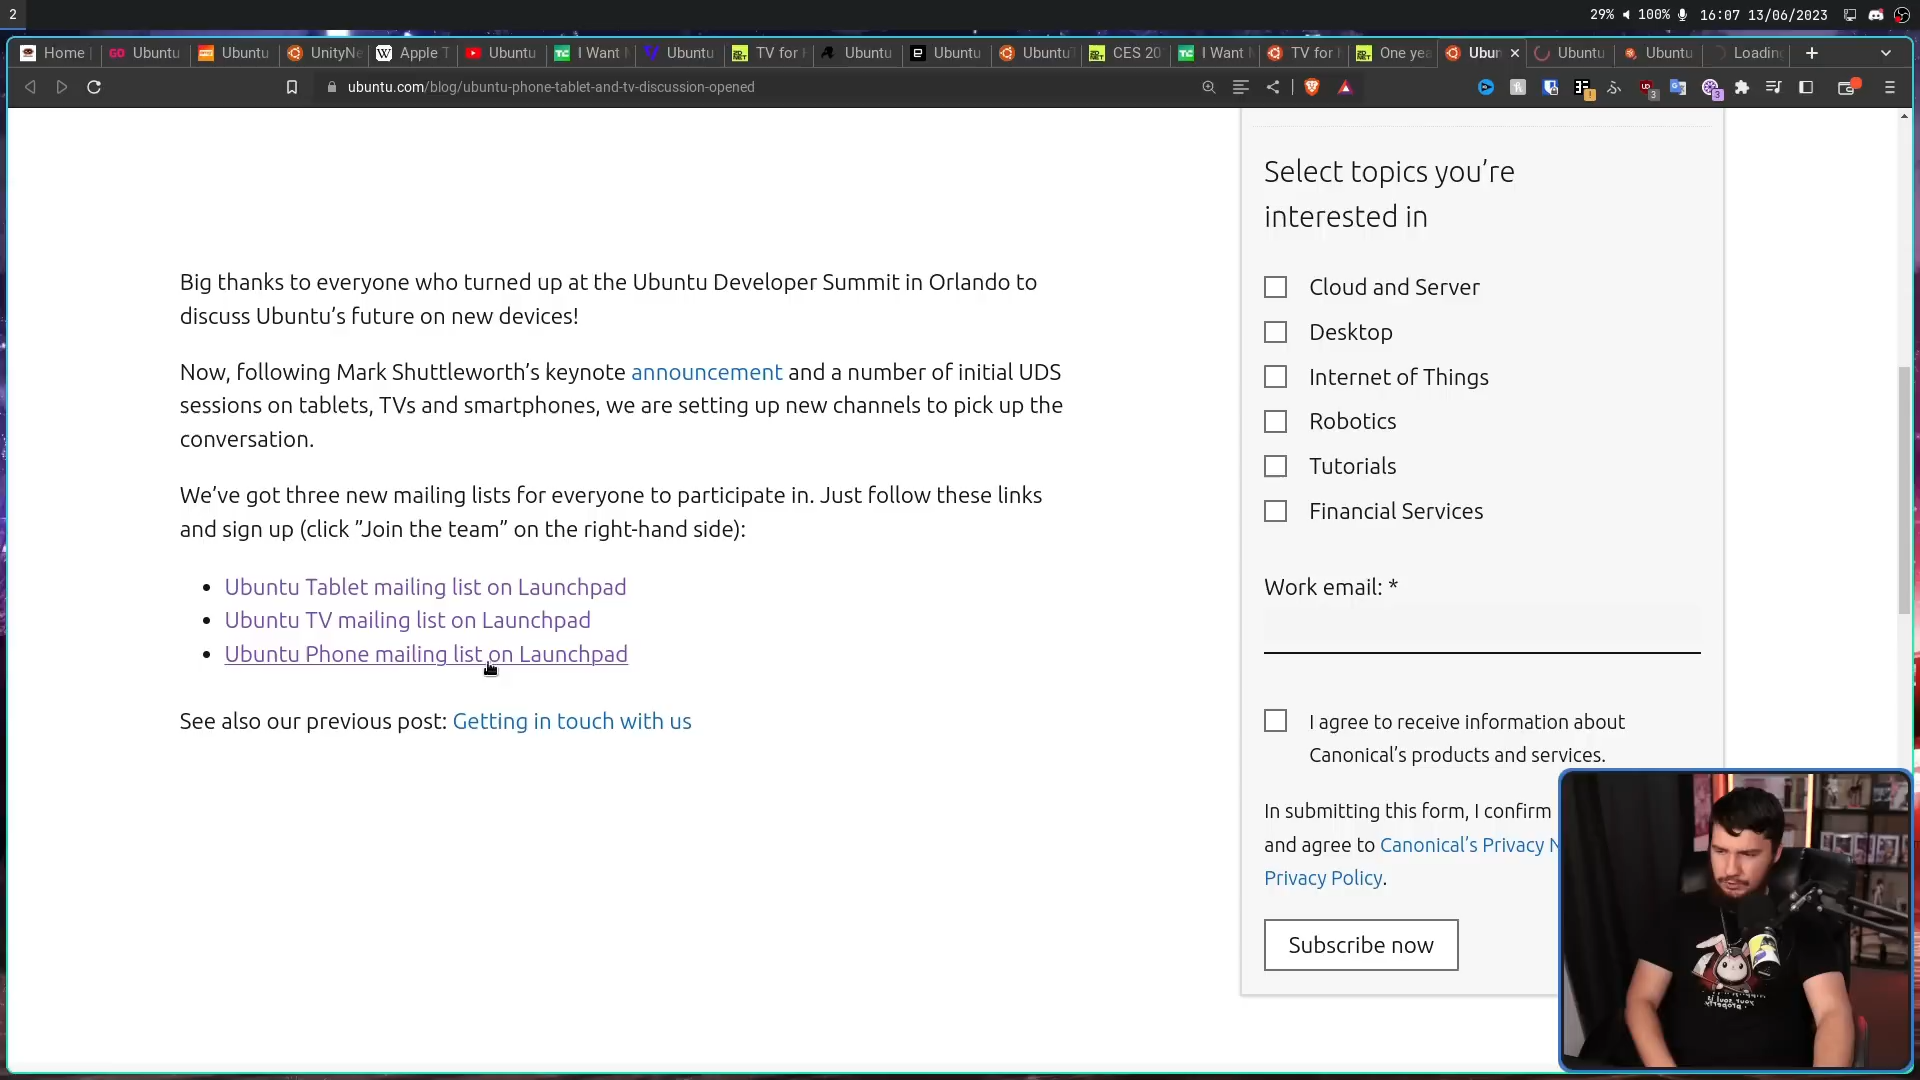 2
29% 100% 16:07 13/06/2023
Home Ubuntu Ubuntu UnityNe Apple T Ubuntu I Want Ubuntu TV for Ubuntu Ubuntu Ubuntu CES 20 I Want TV for One yea Ubun Ubuntu Ubuntu Loading
ubuntu.com/blog/ubuntu-phone-tablet-and-tv-discussion-opened
Big thanks to everyone who turned up at the Ubuntu Developer Summit in Orlando to
discuss Ubuntu’s future on new devices!
Now, following Mark Shuttleworth’s keynote announcement and a number of initial UDS
sessions on tablets, TVs and smartphones, we are setting up new channels to pick up the
conversation.
We’ve got three new mailing lists for everyone to participate in. Just follow these links
and sign up (click ”Join the team” on the right-hand side):
• Ubuntu Tablet mailing list on Launchpad
• Ubuntu TV mailing list on Launchpad
• Ubuntu Phone mailing list on Launchpad
See also our previous post: Getting in touch with us
Select topics you’re
interested in
Cloud and Server
Desktop
Internet of Things
Robotics
Tutorials
Financial Services
Work email: *
I agree to receive information about
Canonical’s products and services.
In submitting this form, I confirm
and agree to Canonical’s Privacy N
Privacy Policy.
Subscribe now